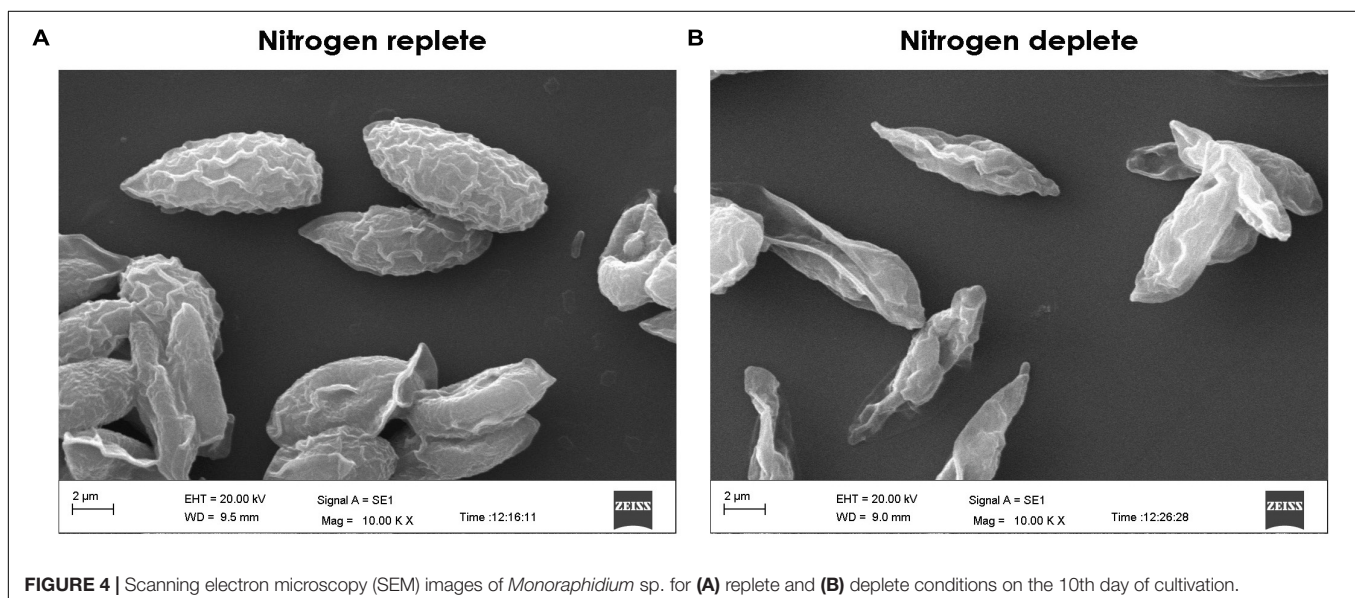 A
Nitrogen replete
B
Nitrogen deplete
2 µm
EHT = 20.00 kV
WD = 9.5 mm
Signal A = SE1
Mag = 10.00 K X
Time :12:16:11
ZEISS
2 µm
EHT = 20.00 kV
WD = 9.0 mm
Signal A = SE1
Mag = 10.00 K X
Time :12:26:28
ZEISS
FIGURE 4 | Scanning electron microscopy (SEM) images of Monoraphidium sp. for (A) replete and (B) deplete conditions on the 10th day of cultivation.